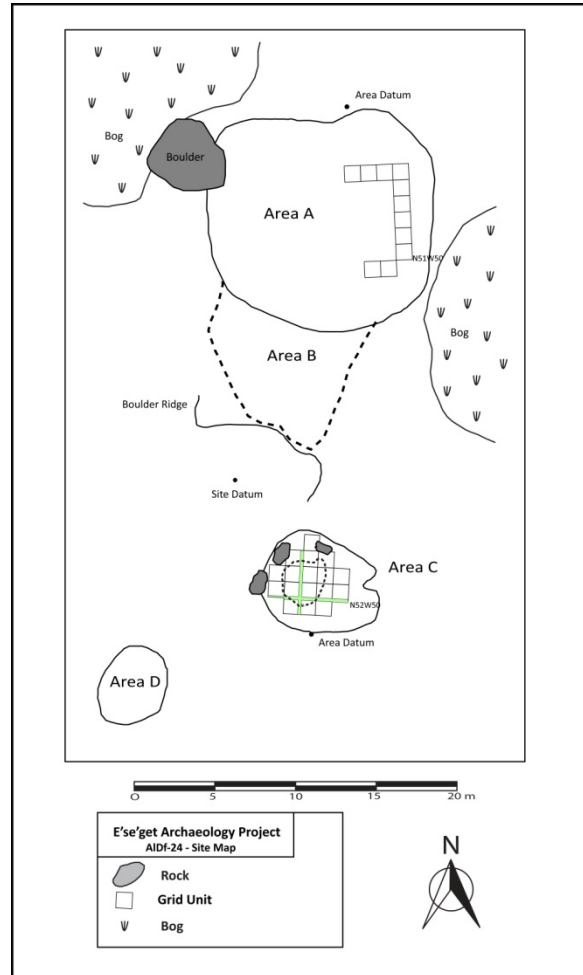 Area Datum
Bog
Boulder
Area A
N51W50
Bog
Area B
Boulder Ridge
Site Datum
Area C
N52W50
Area Datum
Area D
0 5 10 15 20 m
E'se'get Archaeology Project
AlDf-24 - Site Map
Rock
Grid Unit
Bog
N